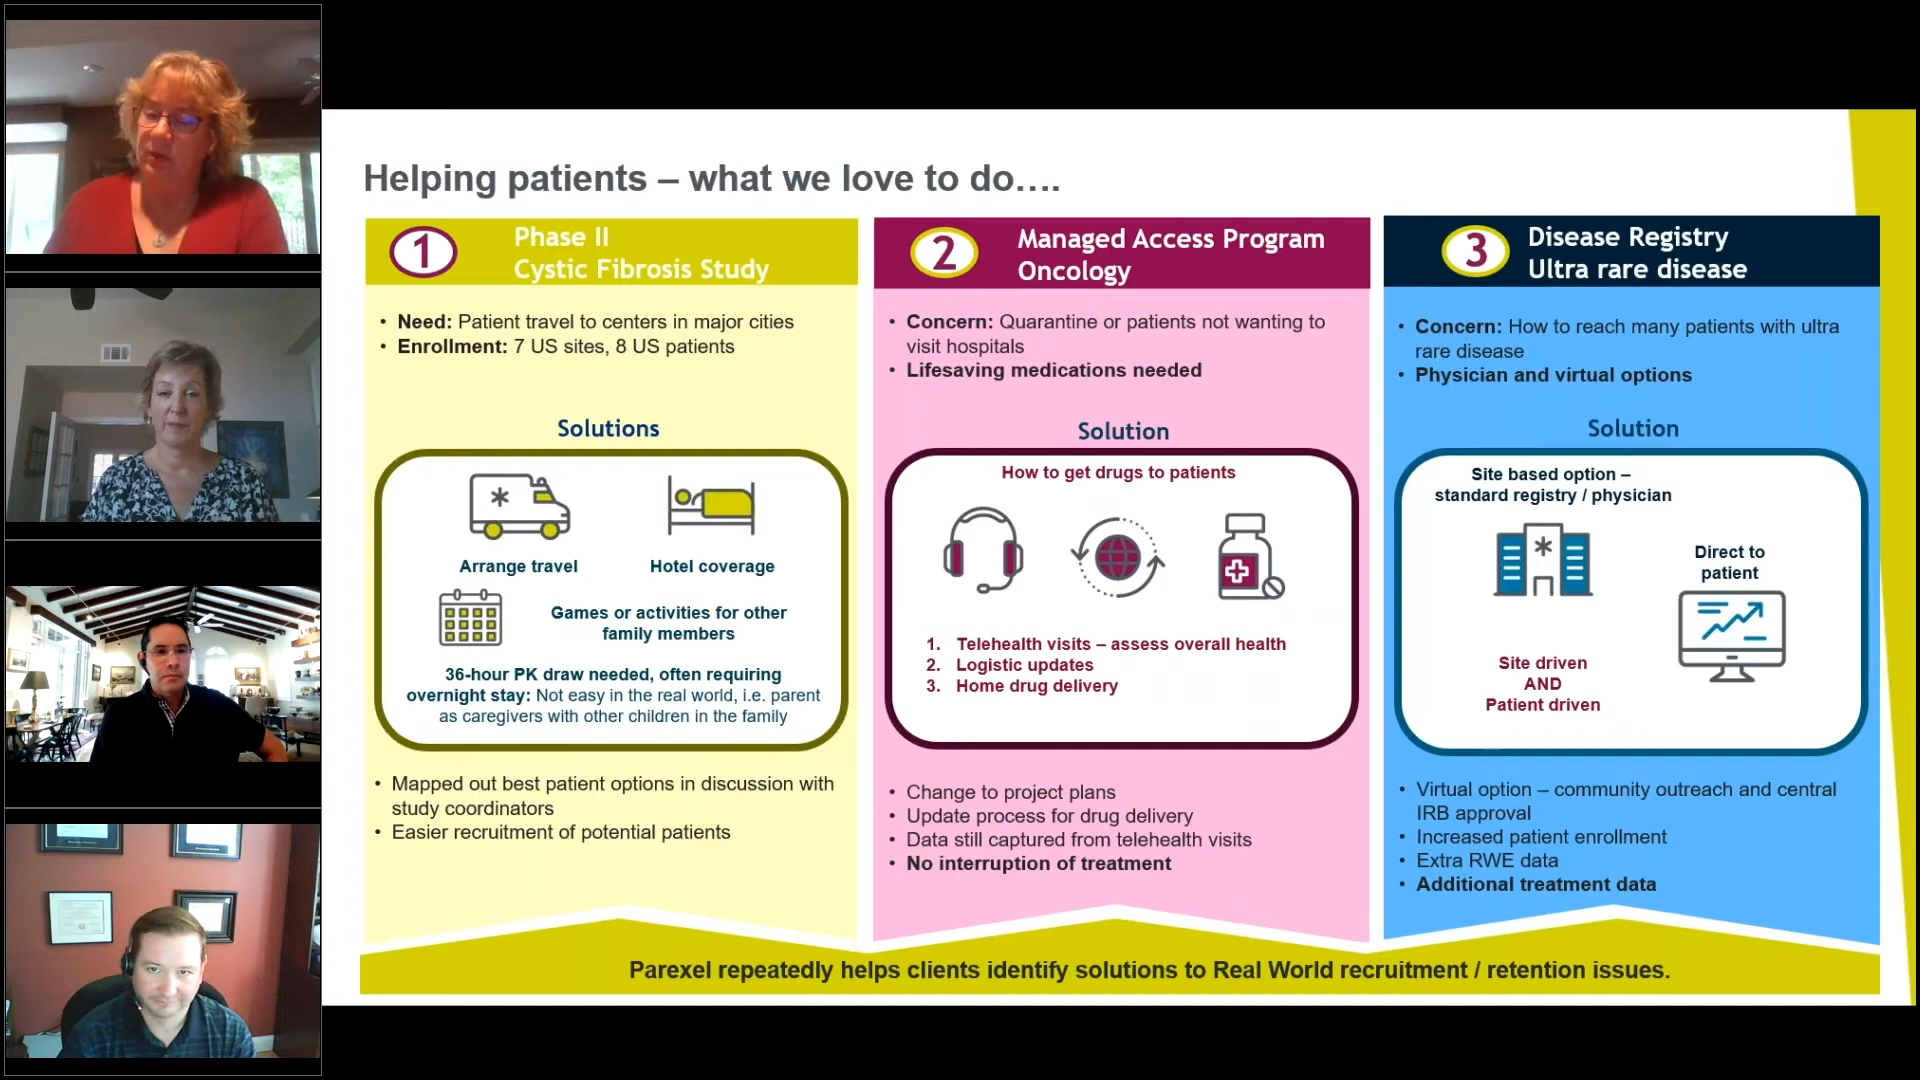 Helping patients – what we love to do….
1
Phase II
Cystic Fibrosis Study
• Need: Patient travel to centers in major cities
• Enrollment: 7 US sites, 8 US patients
Solutions
Arrange travel
Hotel coverage
Games or activities for other
family members
36-hour PK draw needed, often requiring
overnight stay: Not easy in the real world, i.e. parent
as caregivers with other children in the family
• Mapped out best patient options in discussion with
study coordinators
• Easier recruitment of potential patients
2
Managed Access Program
Oncology
• Concern: Quarantine or patients not wanting to
visit hospitals
• Lifesaving medications needed
Solution
How to get drugs to patients
1. Telehealth visits – assess overall health
2. Logistic updates
3. Home drug delivery
• Change to project plans
• Update process for drug delivery
• Data still captured from telehealth visits
• No interruption of treatment
3
Disease Registry
Ultra rare disease
• Concern: How to reach many patients with ultra
rare disease
• Physician and virtual options
Solution
Site based option –
standard registry / physician
Direct to
patient
Site driven
AND
Patient driven
• Virtual option – community outreach and central
IRB approval
• Increased patient enrollment
• Extra RWE data
• Additional treatment data
Parexel repeatedly helps clients identify solutions to Real World recruitment / retention issues.